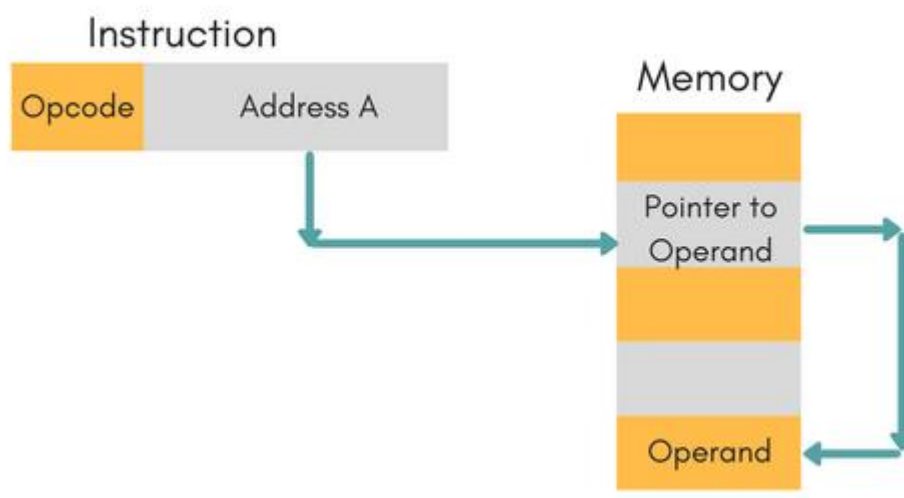 Instruction
Opcode
Address A
Memory
Pointer to
Operand
Operand